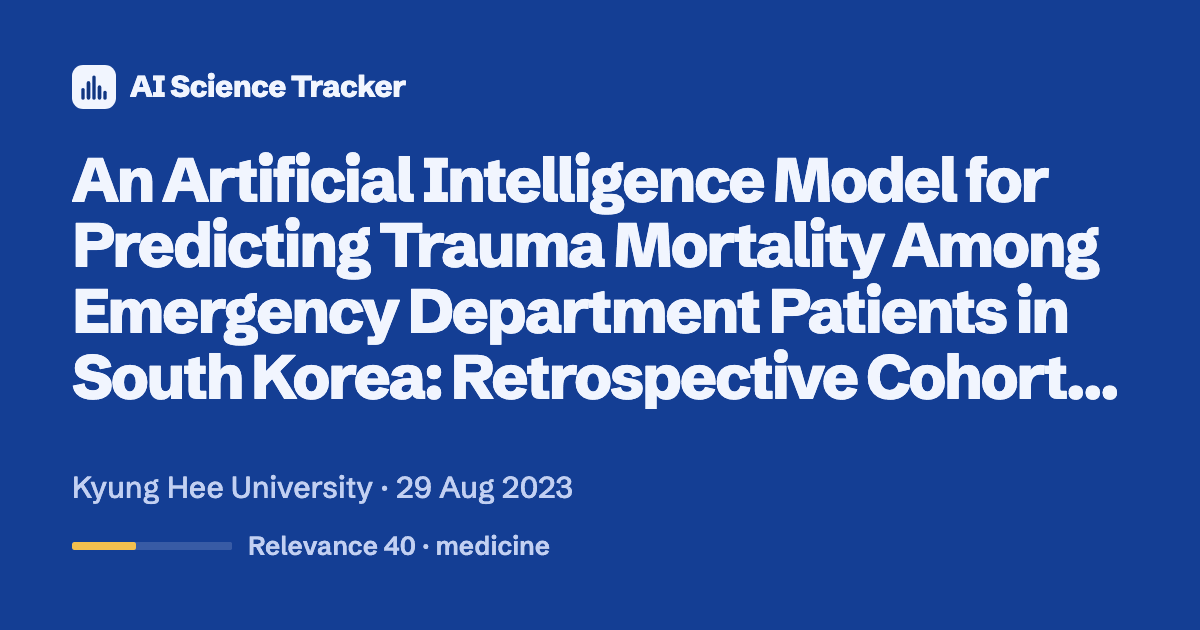 AI Science Tracker
An Artificial Intelligence Model for
Predicting Trauma Mortality Among
Emergency Department Patients in
South Korea: Retrospective Cohort...
Kyung Hee University · 29 Aug 2023
Relevance 40 · medicine